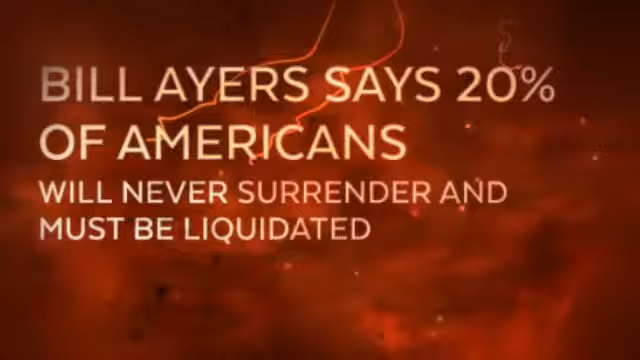 BILL AYERS SAYS 20%
OF AMERICANS
WILL NEVER SURRENDER AND
MUST BE LIQUIDATED